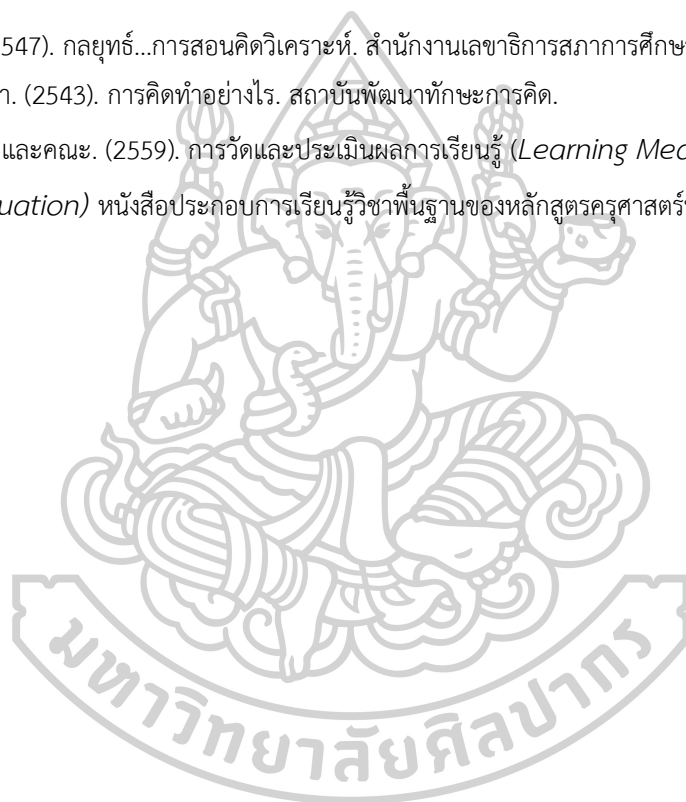 547). กลยุทธ์...การสอนคิดวิเคราะห์. สำนักงานเลขาธิการสภาการศึกษ
า. (2543). การคิดทำอย่างไร. สถาบันพัฒนาทักษะการคิด.
และคณะ. (2559). การวัดและประเมินผลการเรียนรู้ (Learning Mea
uation) หนังสือประกอบการเรียนรู้วิชาพื้นฐานของหลักสูตรครุศาสตร์
มหาวิทยาลัยศิลปากร